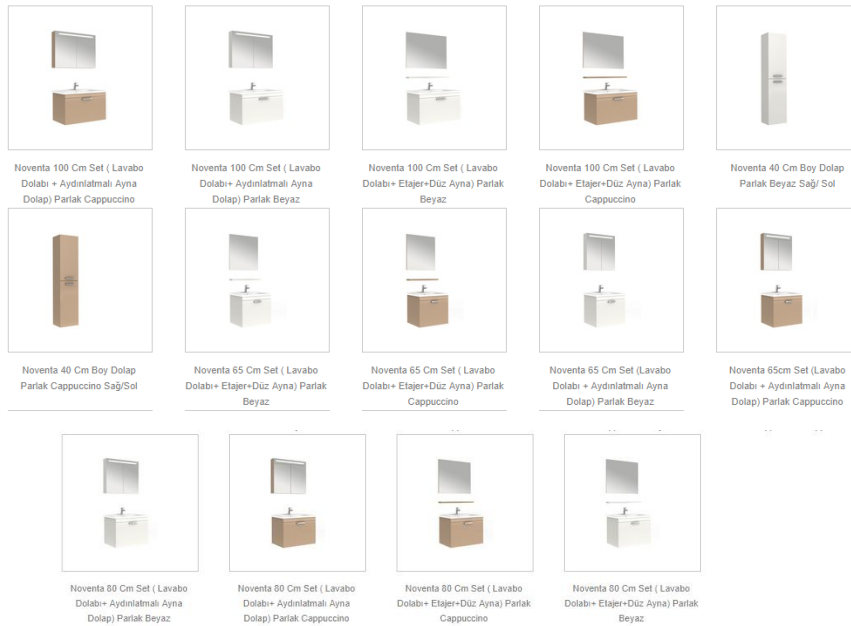 Noventa 100 Cm Set ( Lavabo
Dolabı + Aydınlatmalı Ayna
Dolap) Parlak Cappuccino
Noventa 100 Cm Set ( Lavabo
Dolabı+ Aydınlatmalı Ayna
Dolap) Parlak Beyaz
Noventa 100 Cm Set ( Lavabo
Dolabı+ Etajer+Düz Ayna) Parlak
Beyaz
Noventa 100 Cm Set ( Lavabo
Dolabı+ Etajer+Düz Ayna) Parlak
Cappuccino
Noventa 40 Cm Boy Dolap
Parlak Beyaz Sağ/ Sol
Noventa 40 Cm Boy Dolap
Parlak Cappuccino Sağ/Sol
Noventa 65 Cm Set ( Lavabo
Dolabı+ Etajer+Düz Ayna) Parlak
Beyaz
Noventa 65 Cm Set ( Lavabo
Dolabı+ Etajer+Düz Ayna) Parlak
Cappuccino
Noventa 65 Cm Set (Lavabo
Dolabı + Aydınlatmalı Ayna
Dolap) Parlak Beyaz
Noventa 65cm Set (Lavabo
Dolabı + Aydınlatmalı Ayna
Dolap) Parlak Cappuccino
Noventa 80 Cm Set ( Lavabo
Dolabı+ Aydınlatmalı Ayna
Dolap) Parlak Beyaz
Noventa 80 Cm Set ( Lavabo
Dolabı+ Aydınlatmalı Ayna
Dolap) Parlak Cappuccino
Noventa 80 Cm Set ( Lavabo
Dolabı+ Etajer+Düz Ayna) Parlak
Cappuccino
Noventa 80 Cm Set ( Lavabo
Dolabı+ Etajer+Düz Ayna) Parlak
Beyaz